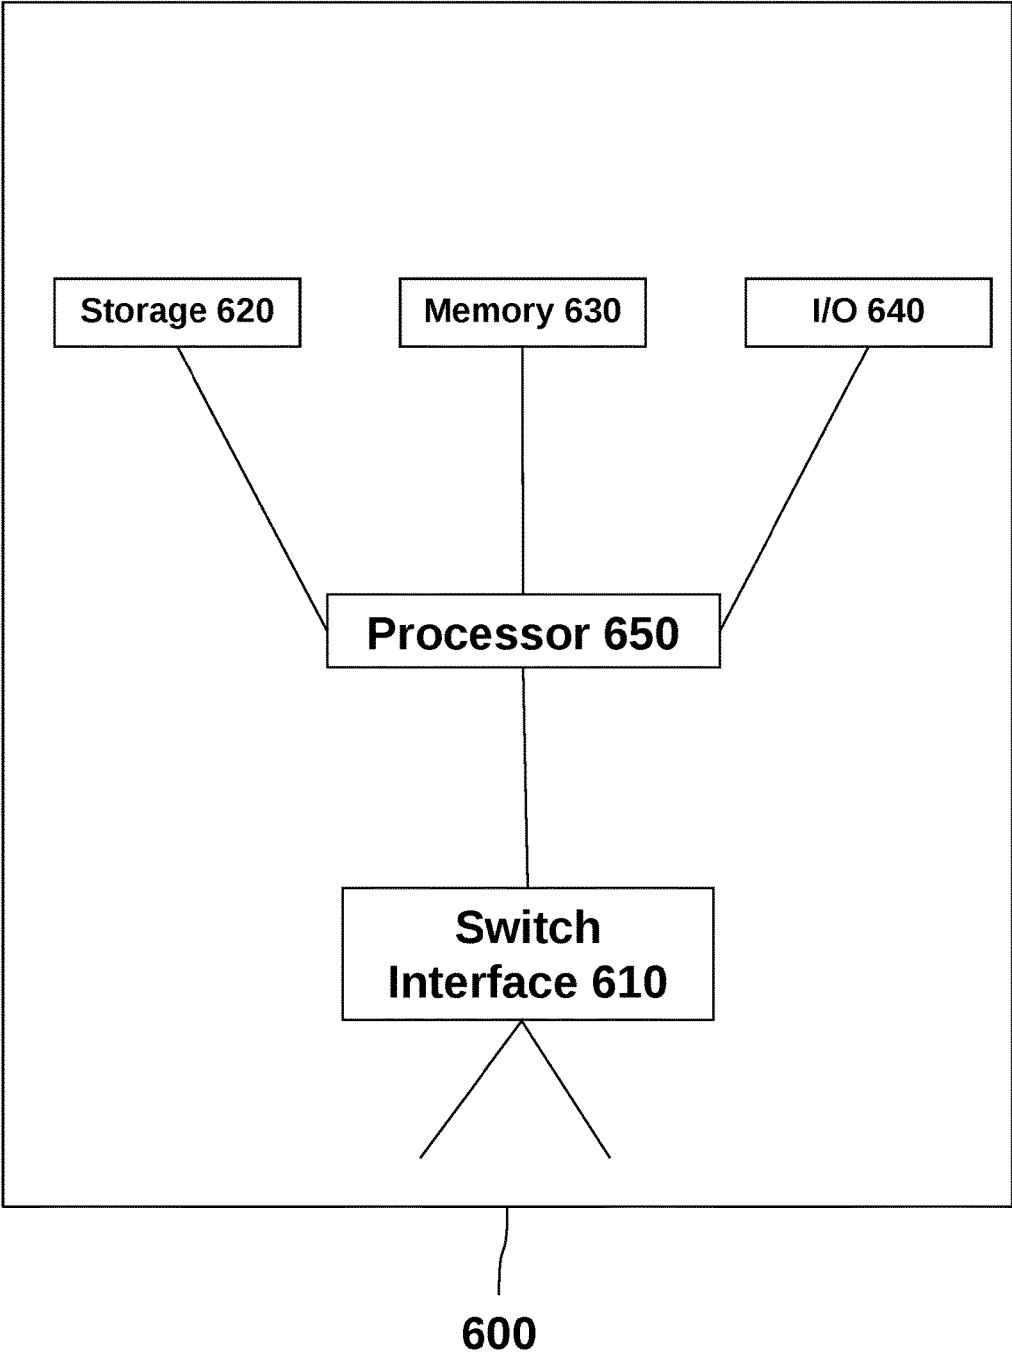 Storage 620
Memory 630
I/O 640
Processor 650
Switch
Interface 610
600